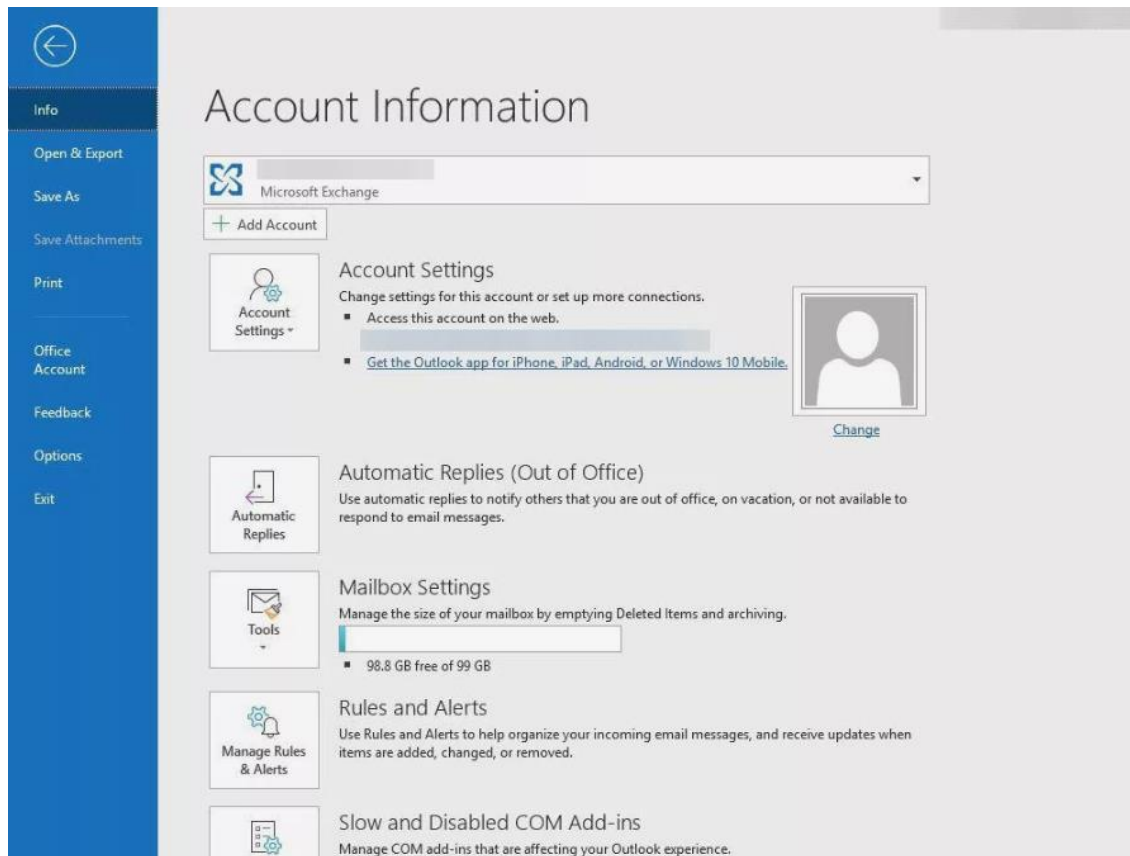 Info
Open & Export
Save As
Save Attachments
Print
Office
Account
Feedback
Options
Exit
Account Information
Microsoft Exchange
Add Account
Account
Settings
Account Settings
Change settings for this account or set up more connections.
Access this account on the web.
Get the Outlook app for iPhone, iPad, Android, or Windows 10 Mobile.
Change
Automatic
Replies
Automatic Replies (Out of Office)
Use automatic replies to notify others that you are out of office, on vacation, or not available to
respond to email messages.
Tools
Mailbox Settings
Manage the size of your mailbox by emptying Deleted Items and archiving.
98.8 GB free of 99 GB
Manage Rules
& Alerts
Rules and Alerts
Use Rules and Alerts to help organize your incoming email messages, and receive updates when
items are added, changed, or removed.
Slow and Disabled COM Add-ins
Manage COM add-ins that are affecting your Outlook experience.